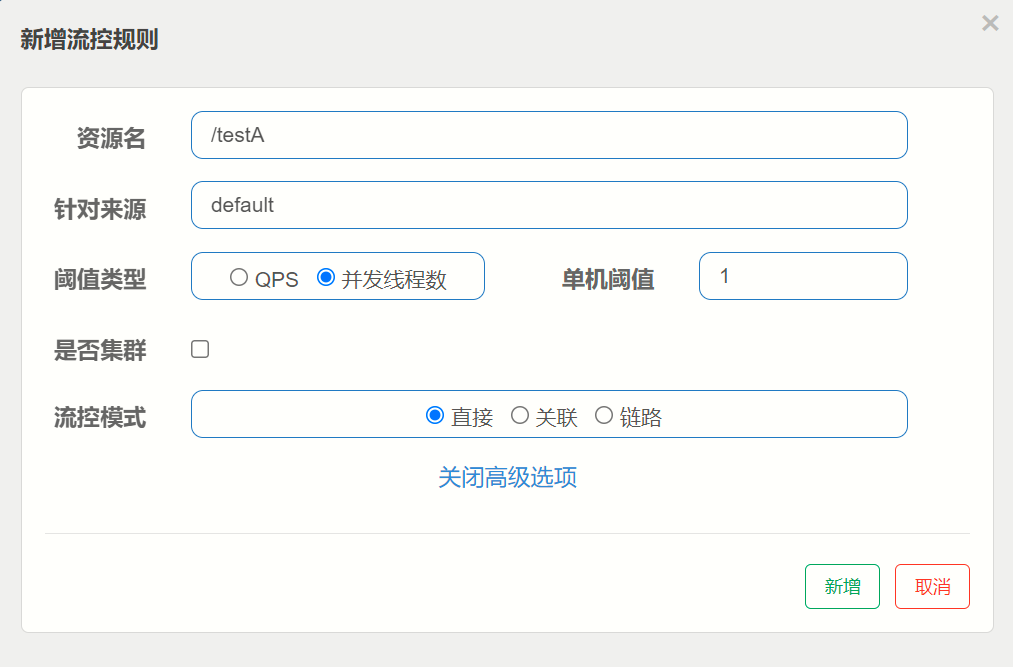 新增流控规则
资源名 /testA
针对来源 default
阈值类型 QPS 并发线程数 单机阈值 1
是否集群
流控模式 直接 关联 链路
关闭高级选项
新增 取消